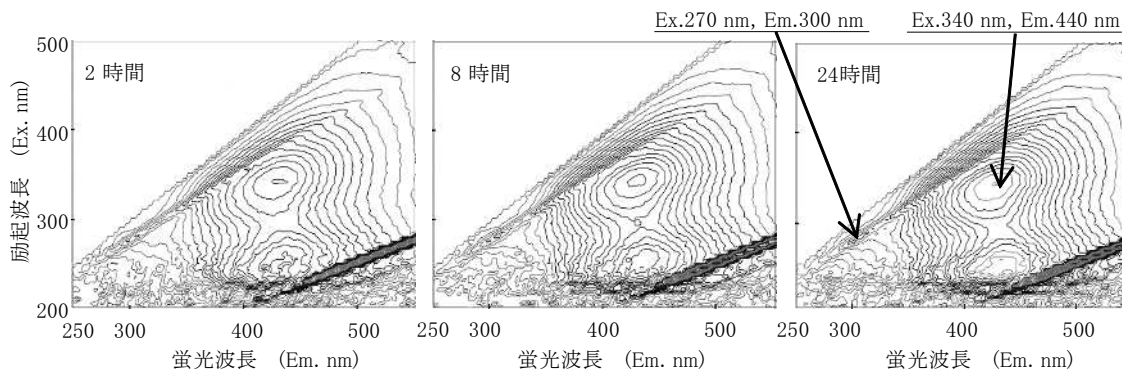 Ex.270 nm, Em.300 nm
Ex.340 nm, Em.440 nm
励起波長 (Ex. nm)
500
400
300
200
2 時間
8 時間
24時間
250 300 400 500
250 300 400 500
250 300 400 500
蛍光波長 (Em. nm)
蛍光波長 (Em. nm)
蛍光波長 (Em. nm)